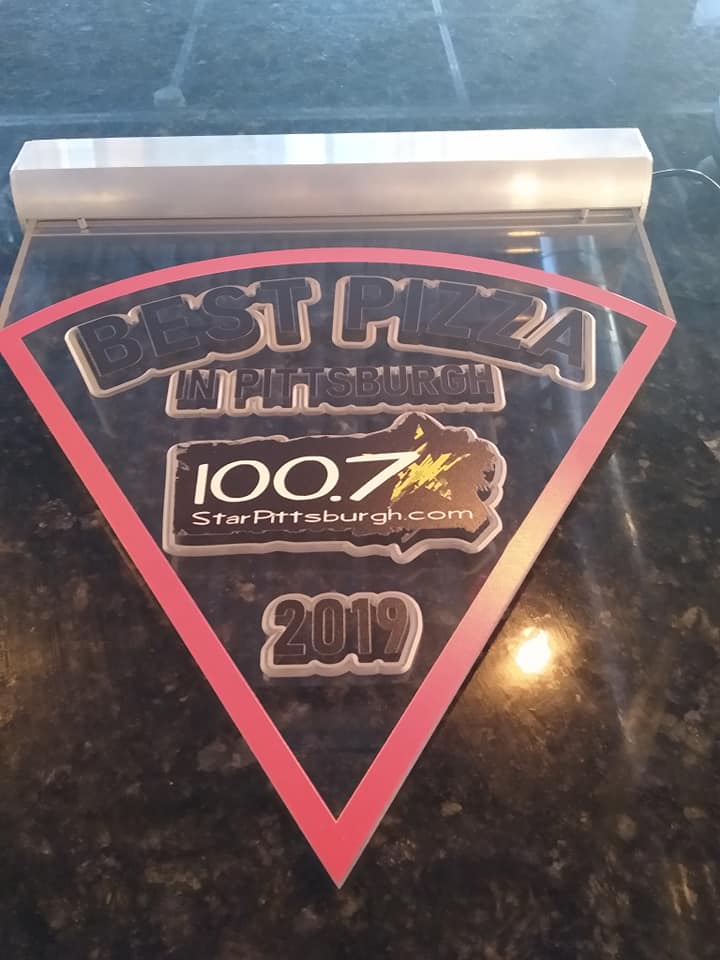 BEST PIZZA
IN PITTSBURGH
100.7
StarPittsburgh.com
2019